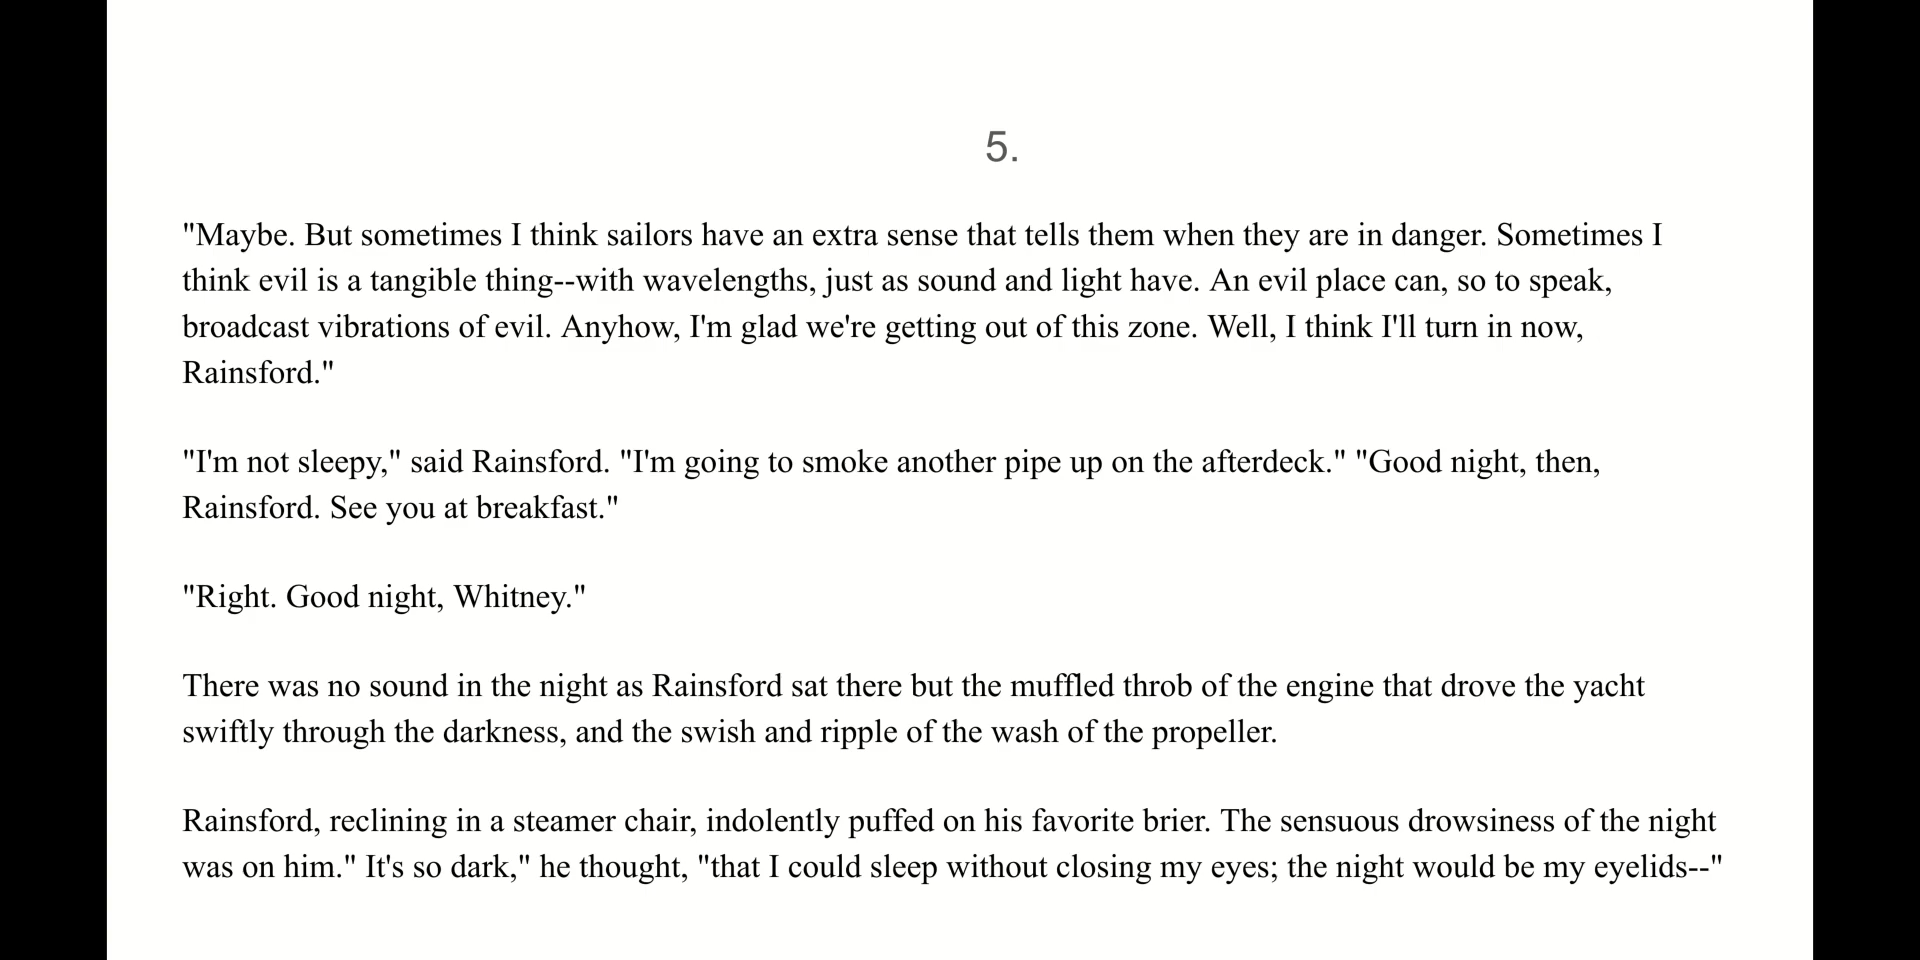 5.
"Maybe. But sometimes I think sailors have an extra sense that tells them when they are in danger. Sometimes I
think evil is a tangible thing--with wavelengths, just as sound and light have. An evil place can, so to speak,
broadcast vibrations of evil. Anyhow, I'm glad we're getting out of this zone. Well, I think I'll turn in now,
Rainsford."
"I'm not sleepy," said Rainsford. "I'm going to smoke another pipe up on the afterdeck." "Good night, then,
Rainsford. See you at breakfast."
"Right. Good night, Whitney."
There was no sound in the night as Rainsford sat there but the muffled throb of the engine that drove the yacht
swiftly through the darkness, and the swish and ripple of the wash of the propeller.
Rainsford, reclining in a steamer chair, indolently puffed on his favorite brier. The sensuous drowsiness of the night
was on him." It's so dark," he thought, "that I could sleep without closing my eyes; the night would be my eyelids--"